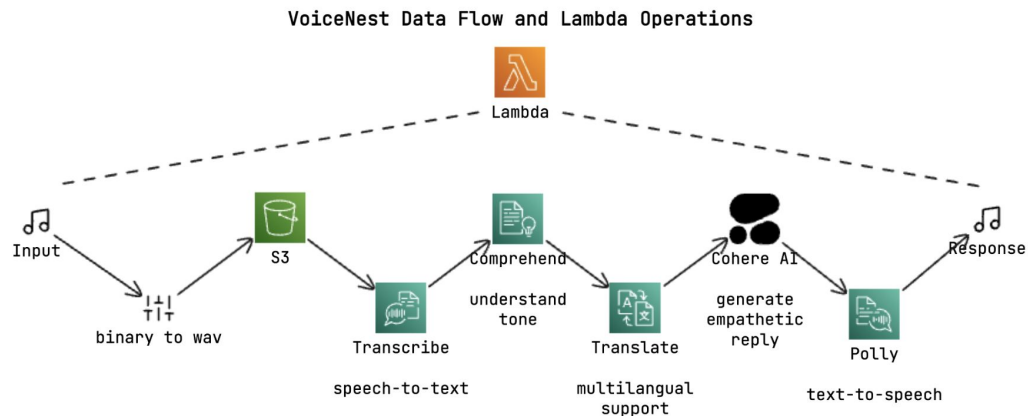 VoiceNest Data Flow and Lambda Operations
Lambda
Input
binary to wav
S3
Transcribe
speech-to-text
Comprehend
understand
tone
Translate
multilangual
support
Cohere AI
generate
empathetic
reply
Polly
text-to-speech
Response